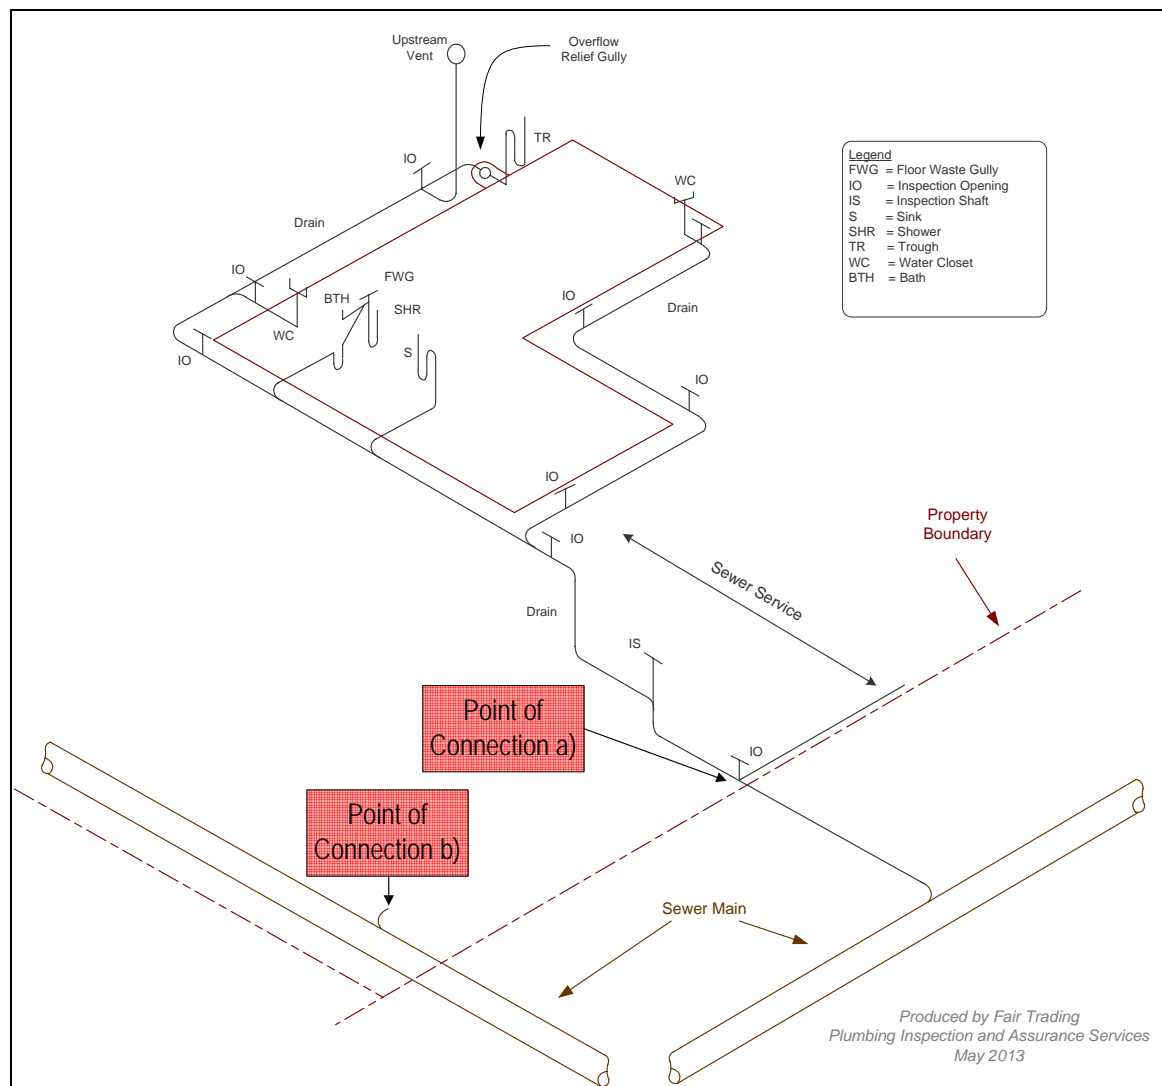 Upstream
Vent
Overflow
Relief Gully
TR
IO
WC
Legend
FWG = Floor Waste Gully
IO = Inspection Opening
IS = Inspection Shaft
S = Sink
SHR = Shower
TR = Trough
WC = Water Closet
BTH = Bath
Drain
IO
FWG
BTH
SHR
IO
Drain
WC
S
IO
IO
IO
IO
Property
Boundary
Sewer Service
Drain
IS
Point of
Connection a)
IO
Point of
Connection b)
Sewer Main
Produced by Fair Trading
Plumbing Inspection and Assurance Services
May 2013